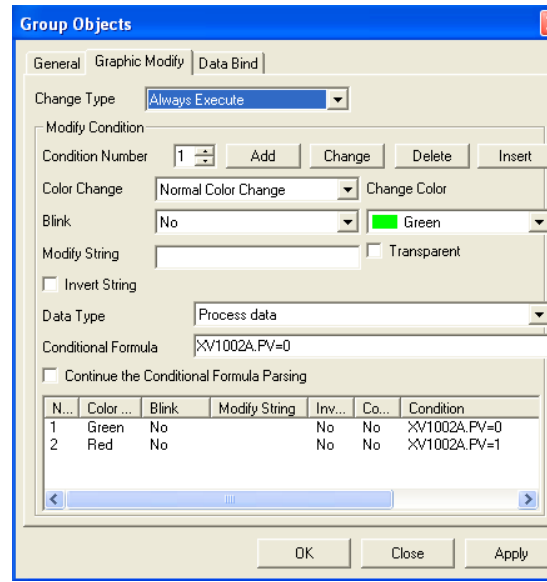 Group Objects
General Graphic Modify Data Bind
Change Type Always Execute
Modify Condition
Condition Number 1 Add Change Delete Insert
Color Change Normal Color Change Change Color
Blink No Green
Modify String Transparent
Invert String
Data Type Process data
Conditional Formula XV1002A.PV=0
Continue the Conditional Formula Parsing
N... Color ... Blink Modify String Inv... Co... Condition
1 Green No No No XV1002A.PV=0
2 Red No No No XV1002A.PV=1
OK Close Apply